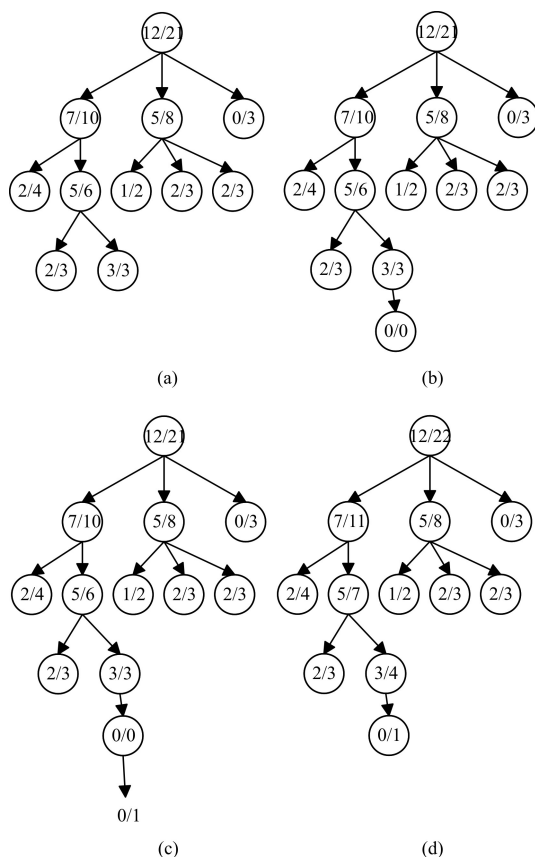 12/21 12/21
7/10 5/8 0/3 7/10 5/8 0/3
2/4 5/6 1/2 2/3 2/3 2/4 5/6 1/2 2/3 2/3
2/3 3/3 2/3 3/3
0/0
(a) (b)
12/21 12/22
7/10 5/8 0/3 7/11 5/8 0/3
2/4 5/6 1/2 2/3 2/3 2/4 5/7 1/2 2/3 2/3
2/3 3/3 2/3 3/4
0/0 0/1
0/1
(c) (d)